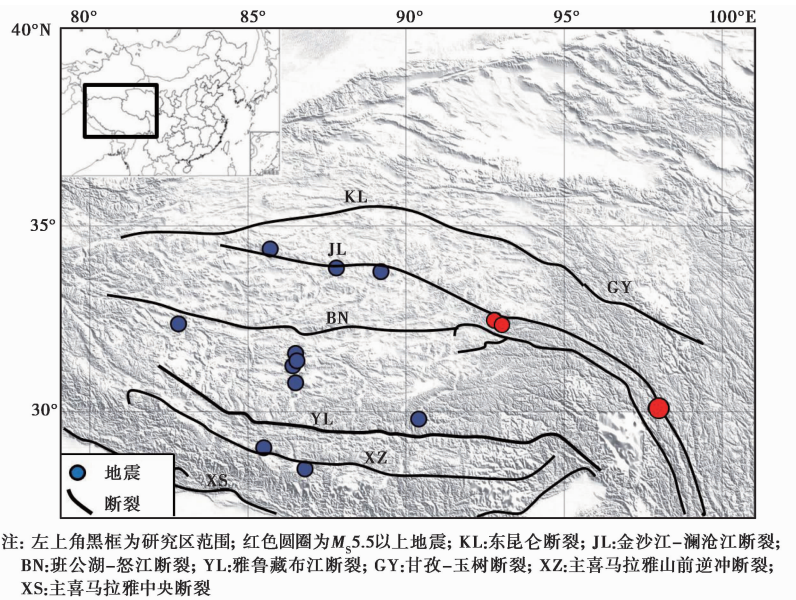 80° 85° 90° 95° 100°E
40°N
KL
35°
JL
GY
BN
30°
YL
XZ
XS
地震
断裂
注: 左上角黑框为研究区范围; 红色圆圈为MS5.5以上地震; KL:东昆仑断裂; JL:金沙江-澜沧江断裂;
BN:班公湖-怒江断裂; YL:雅鲁藏布江断裂; GY:甘孜-玉树断裂; XZ:主喜马拉雅山前逆冲断裂;
XS:主喜马拉雅中央断裂